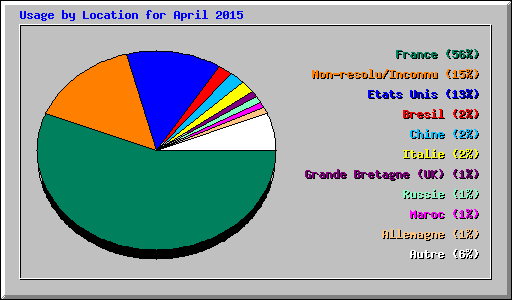 Usage by Location for April 2015
France (56%)
Non-resolu/Inconnu (15%)
Etats Unis (13%)
Bresil (2%)
Chine (2%)
Italie (2%)
Grande Bretagne (UK) (1%)
Russie (1%)
Maroc (1%)
Allemagne (1%)
Autre (6%)